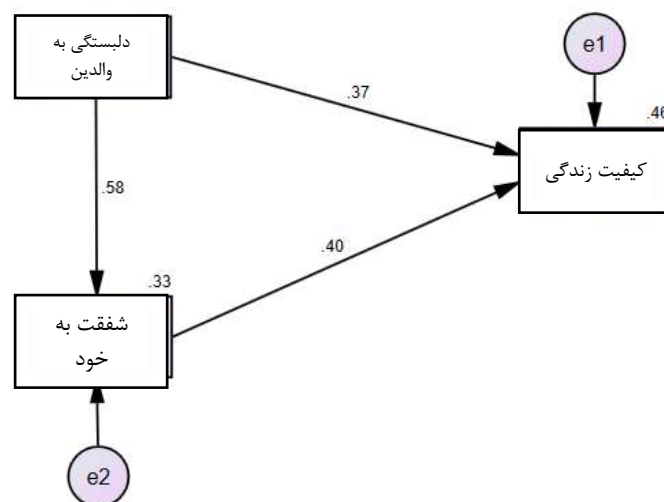 دلبستگی به
والدین
e1
.37
.46
کیفیت زندگی
.58
.40
.33
شفقت به
خود
e2